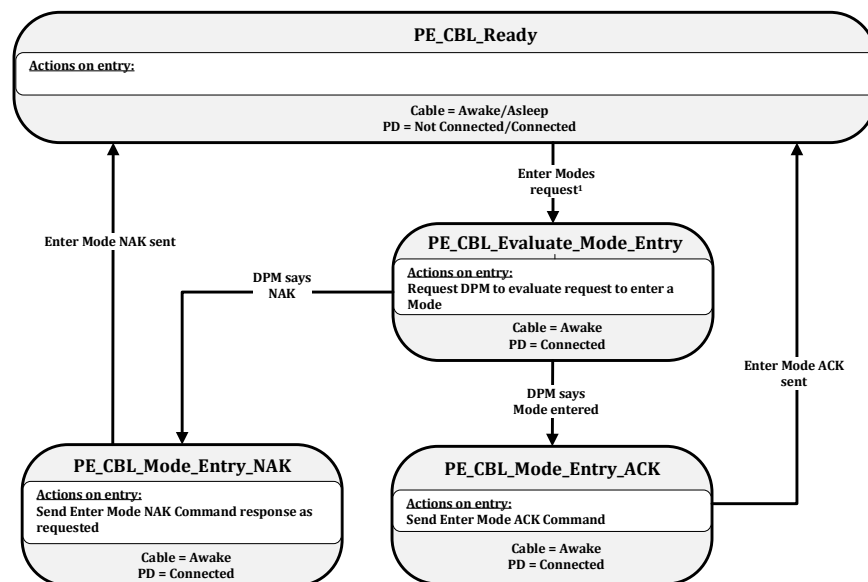 PE_CBL_Ready
Actions on entry:
Cable = Awake/Asleep
PD = Not Connected/Connected
Enter Modes
request¹
Enter Mode NAK sent
PE_CBL_Evaluate_Mode_Entry
Actions on entry:
Request DPM to evaluate request to enter a
Mode
Cable = Awake
PD = Connected
DPM says
NAK
Enter Mode ACK
sent
DPM says
Mode entered
PE_CBL_Mode_Entry_NAK
Actions on entry:
Send Enter Mode NAK Command response as
requested
Cable = Awake
PD = Connected
PE_CBL_Mode_Entry_ACK
Actions on entry:
Send Enter Mode ACK Command
Cable = Awake
PD = Connected